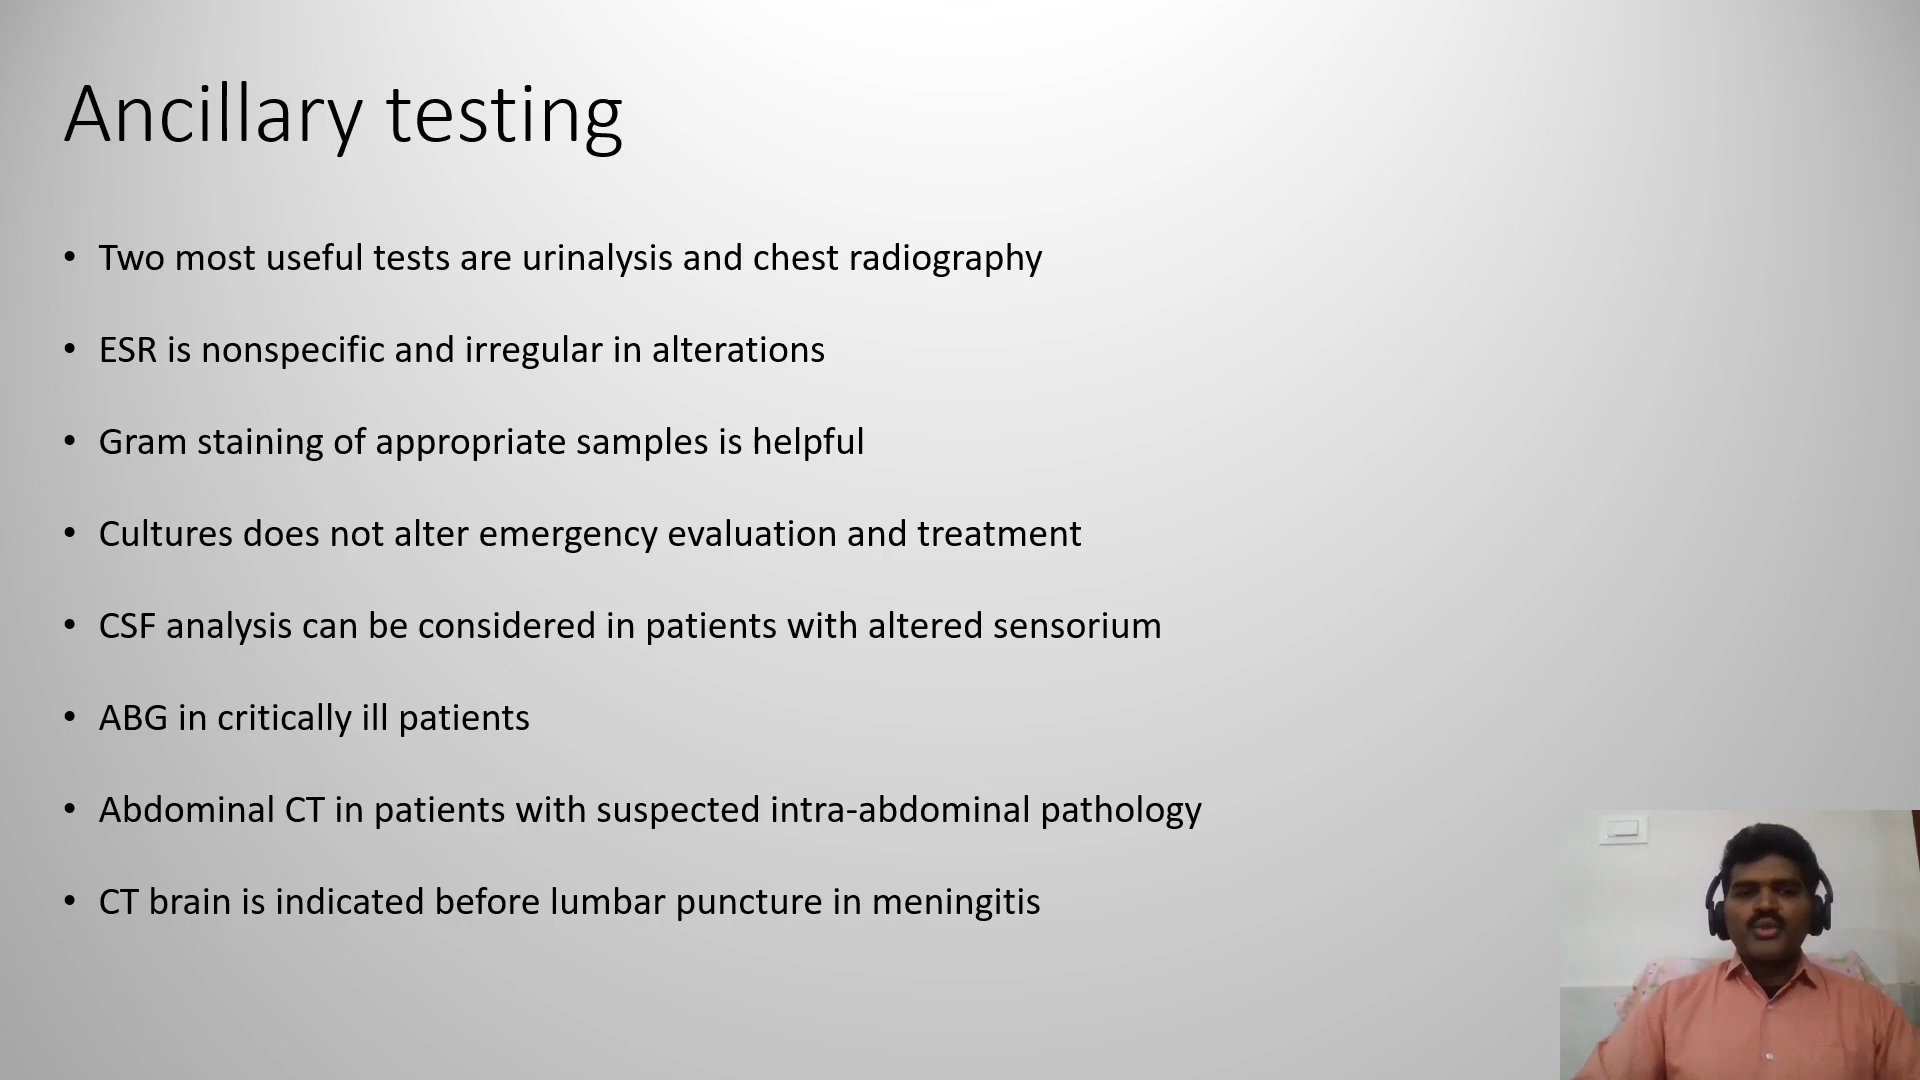 Ancillary testing
• Two most useful tests are urinalysis and chest radiography
• ESR is nonspecific and irregular in alterations
• Gram staining of appropriate samples is helpful
• Cultures does not alter emergency evaluation and treatment
• CSF analysis can be considered in patients with altered sensorium
• ABG in critically ill patients
• Abdominal CT in patients with suspected intra-abdominal pathology
• CT brain is indicated before lumbar puncture in meningitis